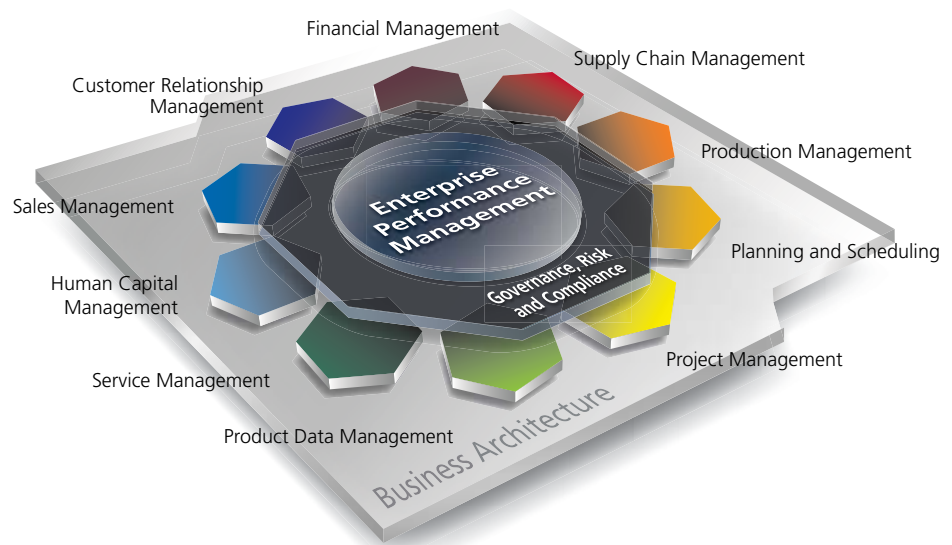 Financial Management
Supply Chain Management
Customer Relationship
Management
Production Management
Sales Management
Enterprise
Performance
Management
Planning and Scheduling
Human Capital
Management
Governance, Risk
and Compliance
Project Management
Service Management
Product Data Management
Business Architecture